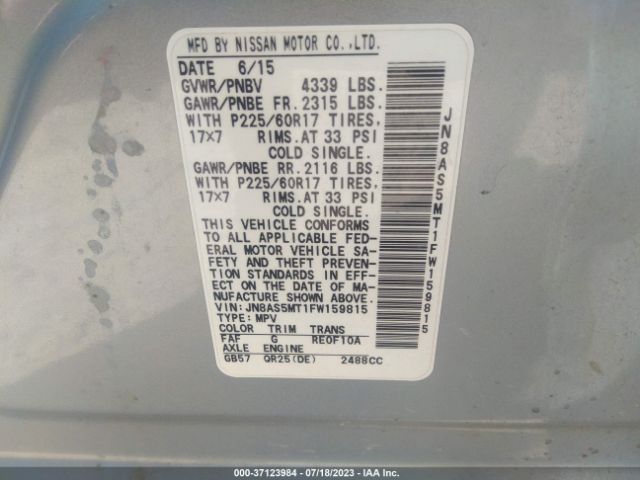 MFD BY NISSAN MOTOR CO.,LTD.
DATE 6/15
GVWR/PNBV 4339 LBS.
GAWR/PNBE FR. 2315 LBS.
WITH P225/60R17 TIRES,
17x7 RIMS. AT 33 PSI
COLD SINGLE.
GAWR/PNBE RR. 2116 LBS.
WITH P225/60R17 TIRES,
17x7 RIMS. AT 33 PSI
COLD SINGLE.
THIS VEHICLE CONFORMS
TO ALL APPLICABLE FED-
ERAL MOTOR VEHICLE SA-
FETY AND THEFT PREVEN-
TION STANDARDS IN EFF-
ECT ON THE DATE OF MA-
NUFACTURE SHOWN ABOVE.
VIN:JN8AS5MT1FW159815
TYPE:MPV
COLOR TRIM TRANS
FAF G RE0F10A
AXLE ENGINE
GB57 QR25(DE) 2488CC
JN8AS5MT1FW159815
000-37123984 - 07/18/2023 - IAA Inc.